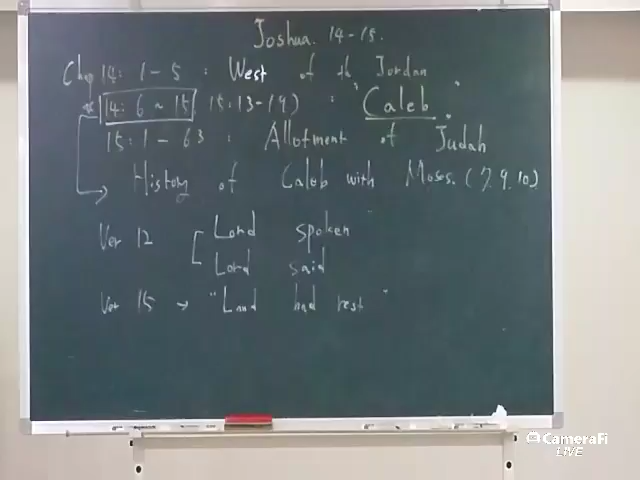 Joshua. 14-15.
Chap 14: 1-5 : West of th Jordan
14: 6~15 15:13-19) : "Caleb"
15:1-63 : Allotment of Judah
History of Caleb with Moses. (7.9.10)
Ver 12 [ Lord spoken
Lord said
Ver 15 → "Land had rest"
CameraFi
LIVE